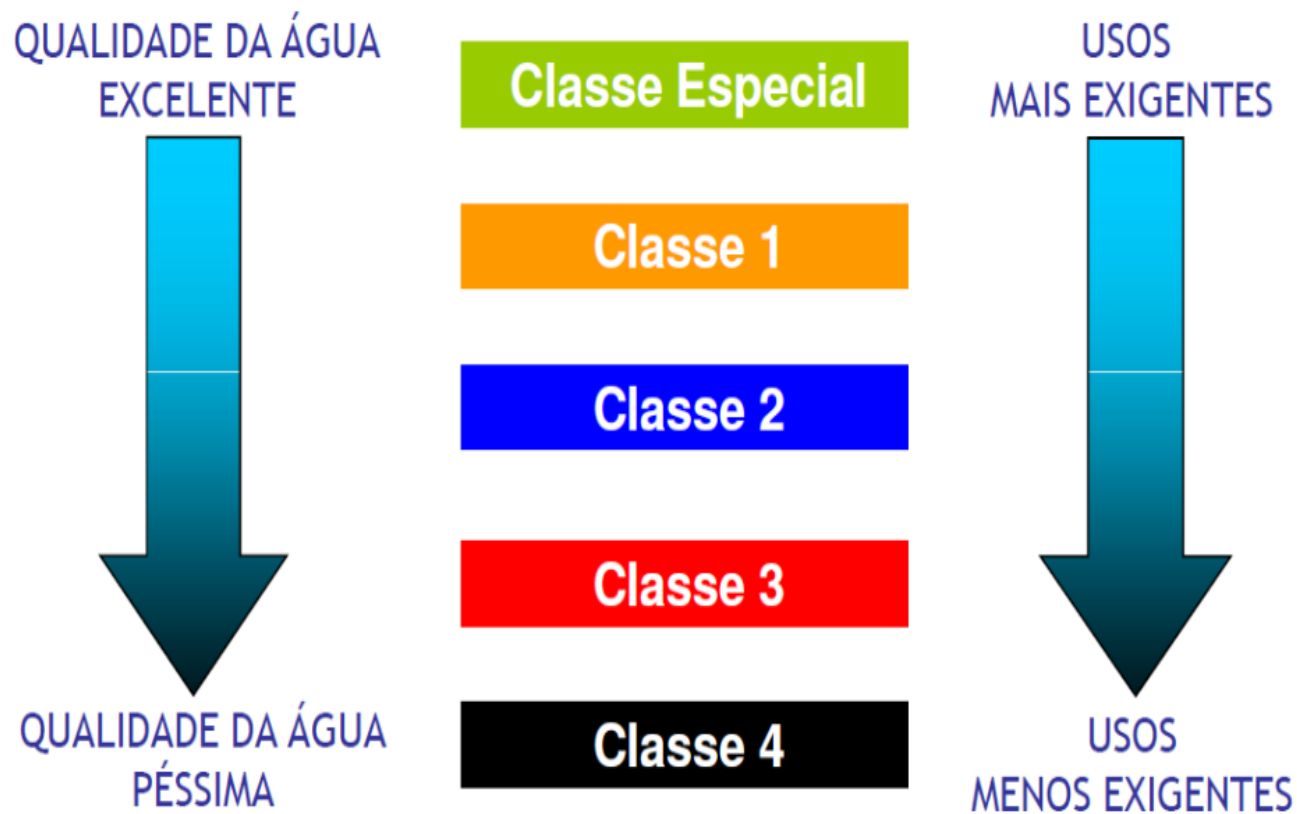 QUALIDADE DA ÁGUA
EXCELENTE
Classe Especial
USOS
MAIS EXIGENTES
Classe 1
Classe 2
Classe 3
Classe 4
QUALIDADE DA ÁGUA
PÉSSIMA
USOS
MENOS EXIGENTES